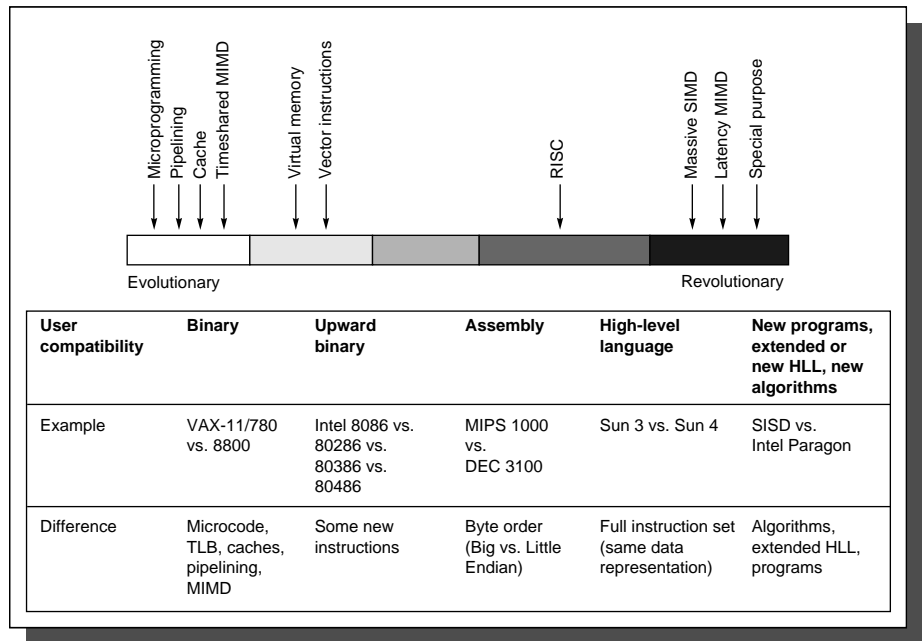 Microprogramming
Pipelining
Cache
Timeshared MIMD
Virtual memory
Vector instructions
RISC
Massive SIMD
Latency MIMD
Special purpose
Evolutionary
Revolutionary
User
compatibility
Binary
Upward
binary
Assembly
High-level
language
New programs,
extended or
new HLL, new
algorithms
Example
VAX-11/780
vs. 8800
Intel 8086 vs.
80286 vs.
80386 vs.
80486
MIPS 1000
vs.
DEC 3100
Sun 3 vs. Sun 4
SISD vs.
Intel Paragon
Difference
Microcode,
TLB, caches,
pipelining,
MIMD
Some new
instructions
Byte order
(Big vs. Little
Endian)
Full instruction set
(same data
representation)
Algorithms,
extended HLL,
programs